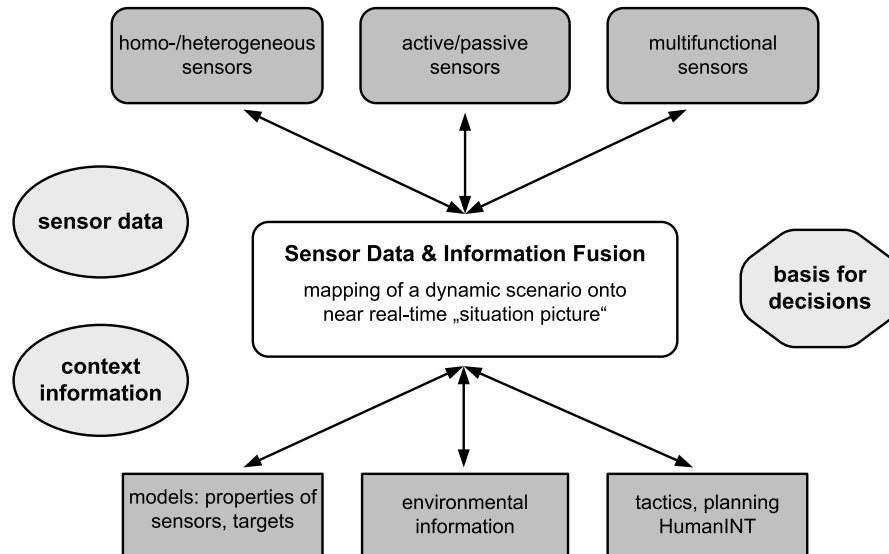 homo-/heterogeneous
sensors
active/passive
sensors
multifunctional
sensors
sensor data
Sensor Data & Information Fusion
mapping of a dynamic scenario onto
near real-time „situation picture“
basis for
decisions
context
information
models: properties of
sensors, targets
environmental
information
tactics, planning
HumanINT